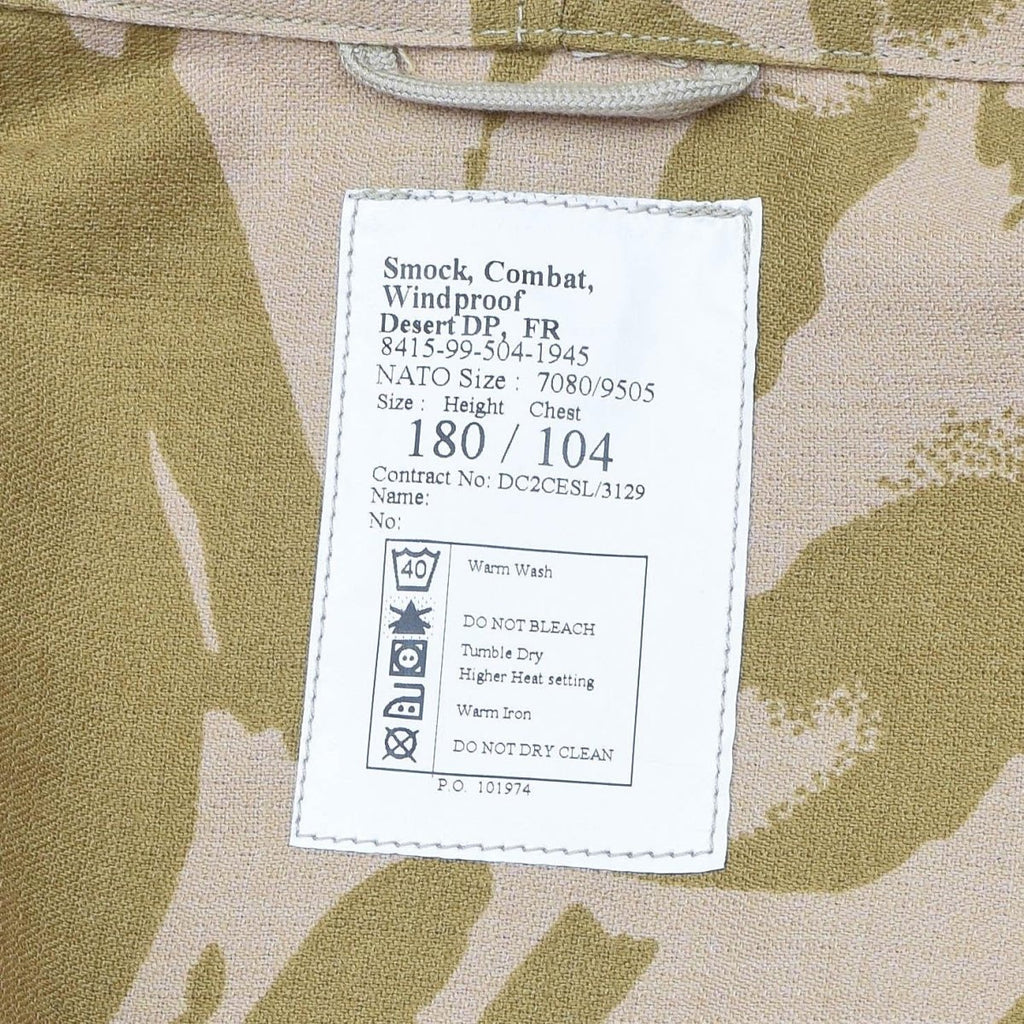 Smock, Combat,
Windproof
Desert DP, FR
8415-99-504-1945
NATO Size : 7080/9505
Size : Height Chest
180 / 104
Contract No: DC2CESL/3129
Name:
No:
40 Warm Wash
DO NOT BLEACH
Tumble Dry
Higher Heat setting
Warm Iron
DO NOT DRY CLEAN
P.O. 101974